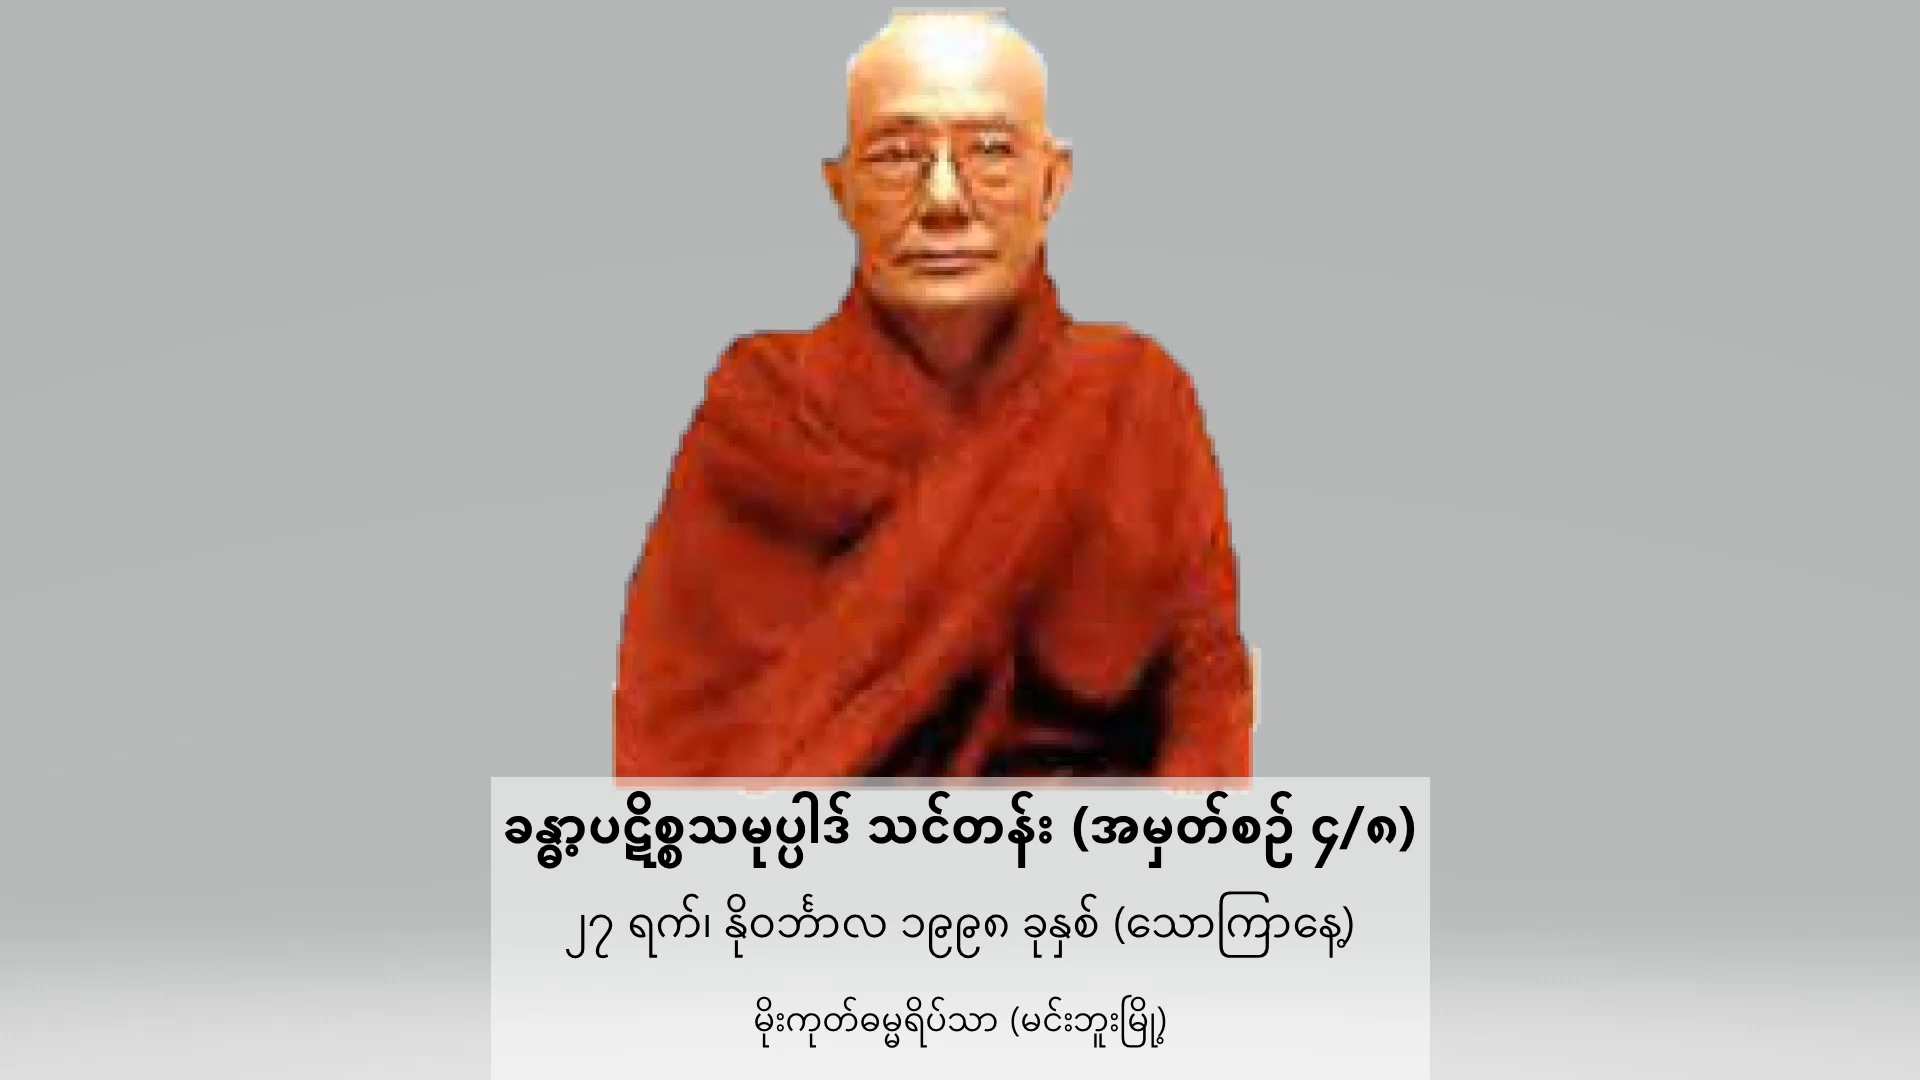 ခန္ဓာ့ပဋိစ္စသမုပ္ပါဒ် သင်တန်း (အမှတ်စဉ် ၄/၈)
၂၇ ရက်၊ နိုဝင်္ဘာလ ၁၉၉၈ ခုနှစ် (သောကြာနေ့)
မိုးကုတ်ဓမ္မရိပ်သာ (မင်းဘူးမြို့)